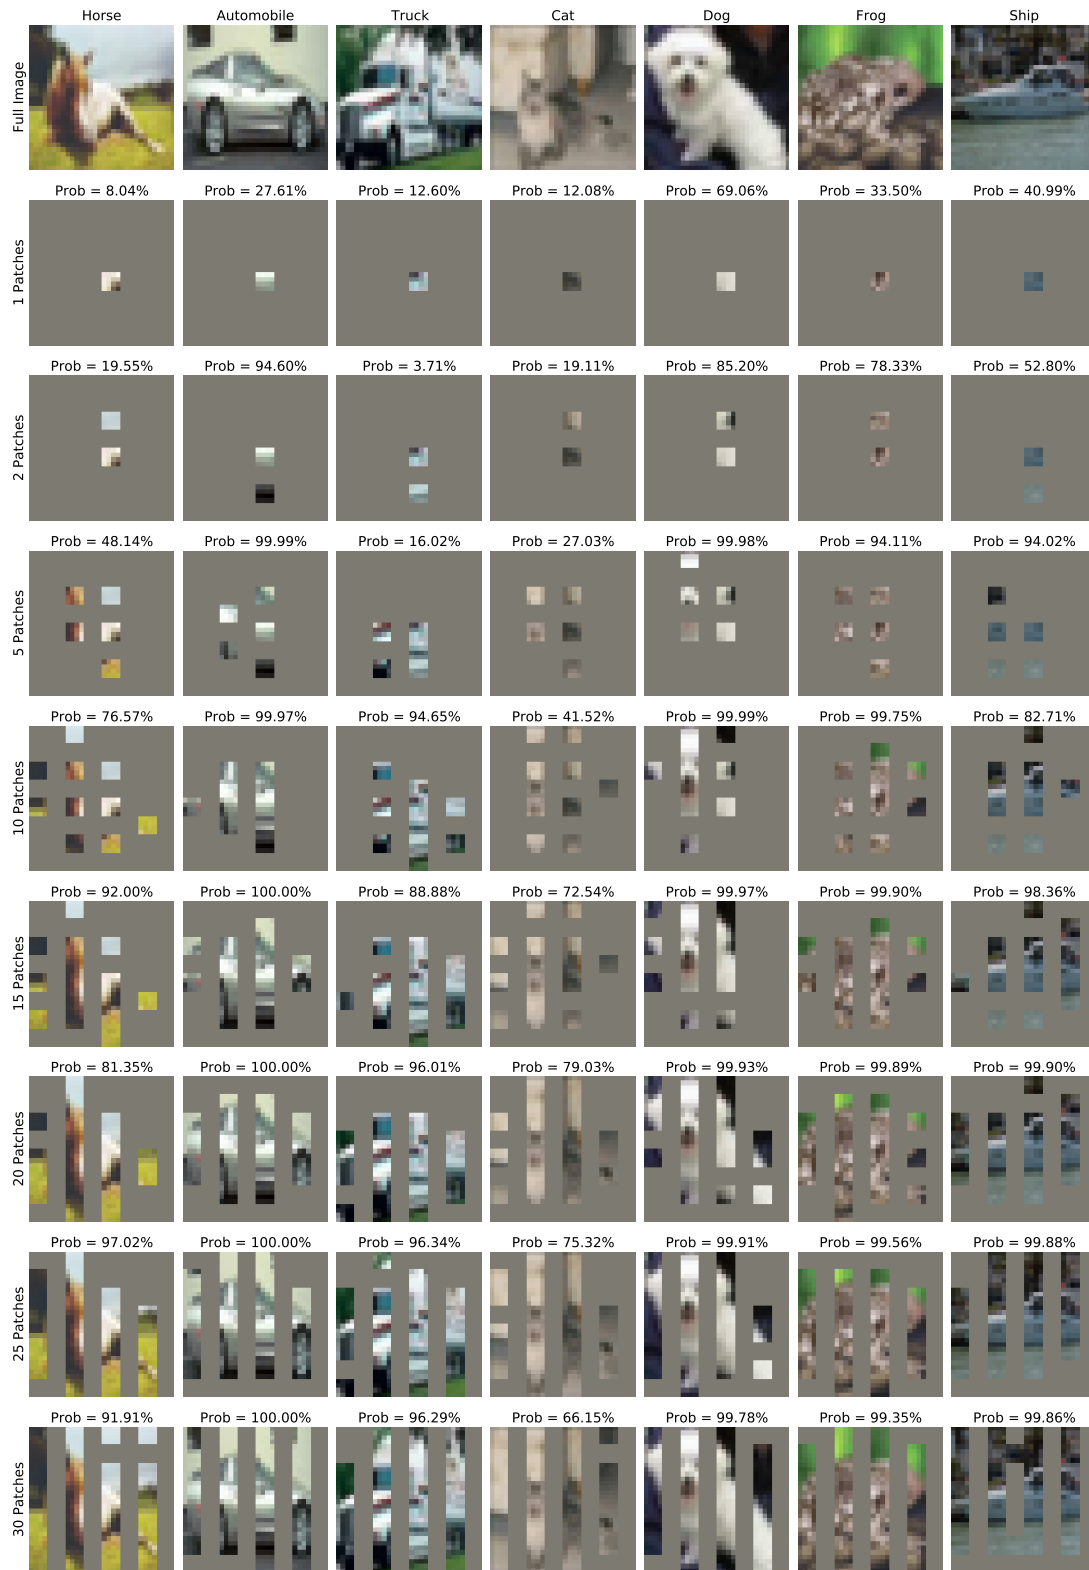 Horse Automobile Truck Cat Dog Frog Ship
Full Image
Prob = 8.04% Prob = 27.61% Prob = 12.60% Prob = 12.08% Prob = 69.06% Prob = 33.50% Prob = 40.99%
1 Patches
Prob = 19.55% Prob = 94.60% Prob = 3.71% Prob = 19.11% Prob = 85.20% Prob = 78.33% Prob = 52.80%
2 Patches
Prob = 48.14% Prob = 99.99% Prob = 16.02% Prob = 27.03% Prob = 99.98% Prob = 94.11% Prob = 94.02%
5 Patches
Prob = 76.57% Prob = 99.97% Prob = 94.65% Prob = 41.52% Prob = 99.99% Prob = 99.75% Prob = 82.71%
10 Patches
Prob = 92.00% Prob = 100.00% Prob = 88.88% Prob = 72.54% Prob = 99.97% Prob = 99.90% Prob = 98.36%
15 Patches
Prob = 81.35% Prob = 100.00% Prob = 96.01% Prob = 79.03% Prob = 99.93% Prob = 99.89% Prob = 99.90%
20 Patches
Prob = 97.02% Prob = 100.00% Prob = 96.34% Prob = 75.32% Prob = 99.91% Prob = 99.56% Prob = 99.88%
25 Patches
Prob = 91.91% Prob = 100.00% Prob = 96.29% Prob = 66.15% Prob = 99.78% Prob = 99.35% Prob = 99.86%
30 Patches